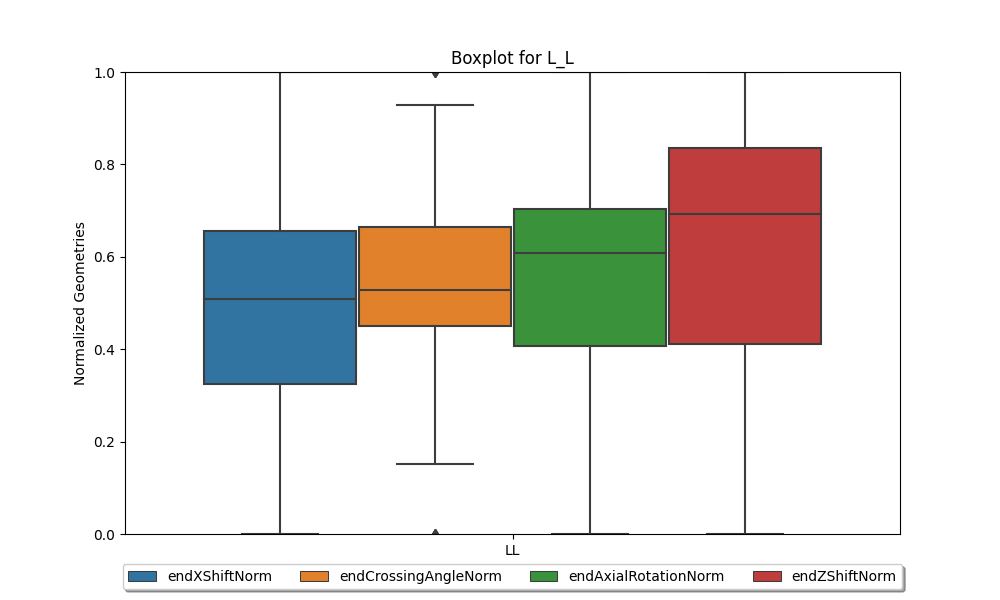 Boxplot for L_L
1.0
0.8
0.6
0.4
0.2
0.0
Normalized Geometries
LL
endXShiftNorm endCrossingAngleNorm endAxialRotationNorm endZShiftNorm